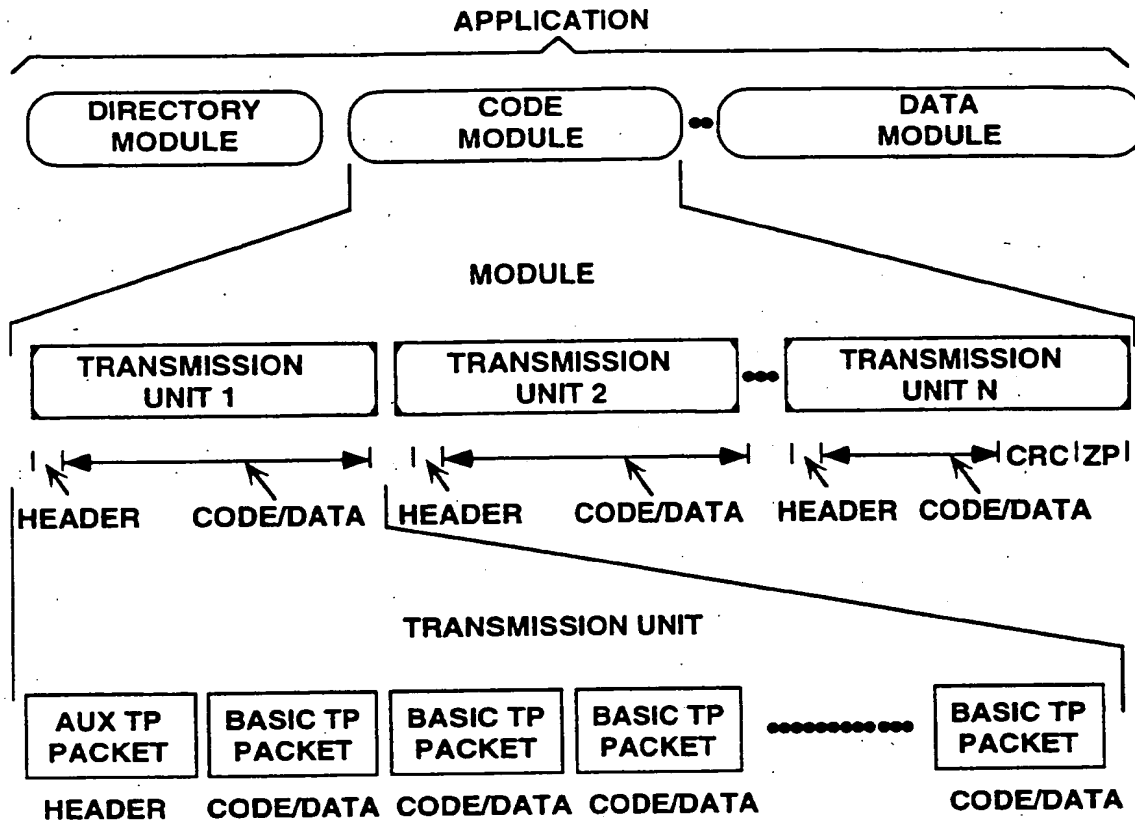 APPLICATION
DIRECTORY
MODULE
CODE
MODULE
DATA
MODULE
MODULE
TRANSMISSION
UNIT 1
TRANSMISSION
UNIT 2
TRANSMISSION
UNIT N
CRC ZP
HEADER
CODE/DATA
HEADER
CODE/DATA
HEADER
CODE/DATA
TRANSMISSION UNIT
AUX TP
PACKET
BASIC TP
PACKET
BASIC TP
PACKET
BASIC TP
PACKET
BASIC TP
PACKET
HEADER
CODE/DATA
CODE/DATA
CODE/DATA
CODE/DATA